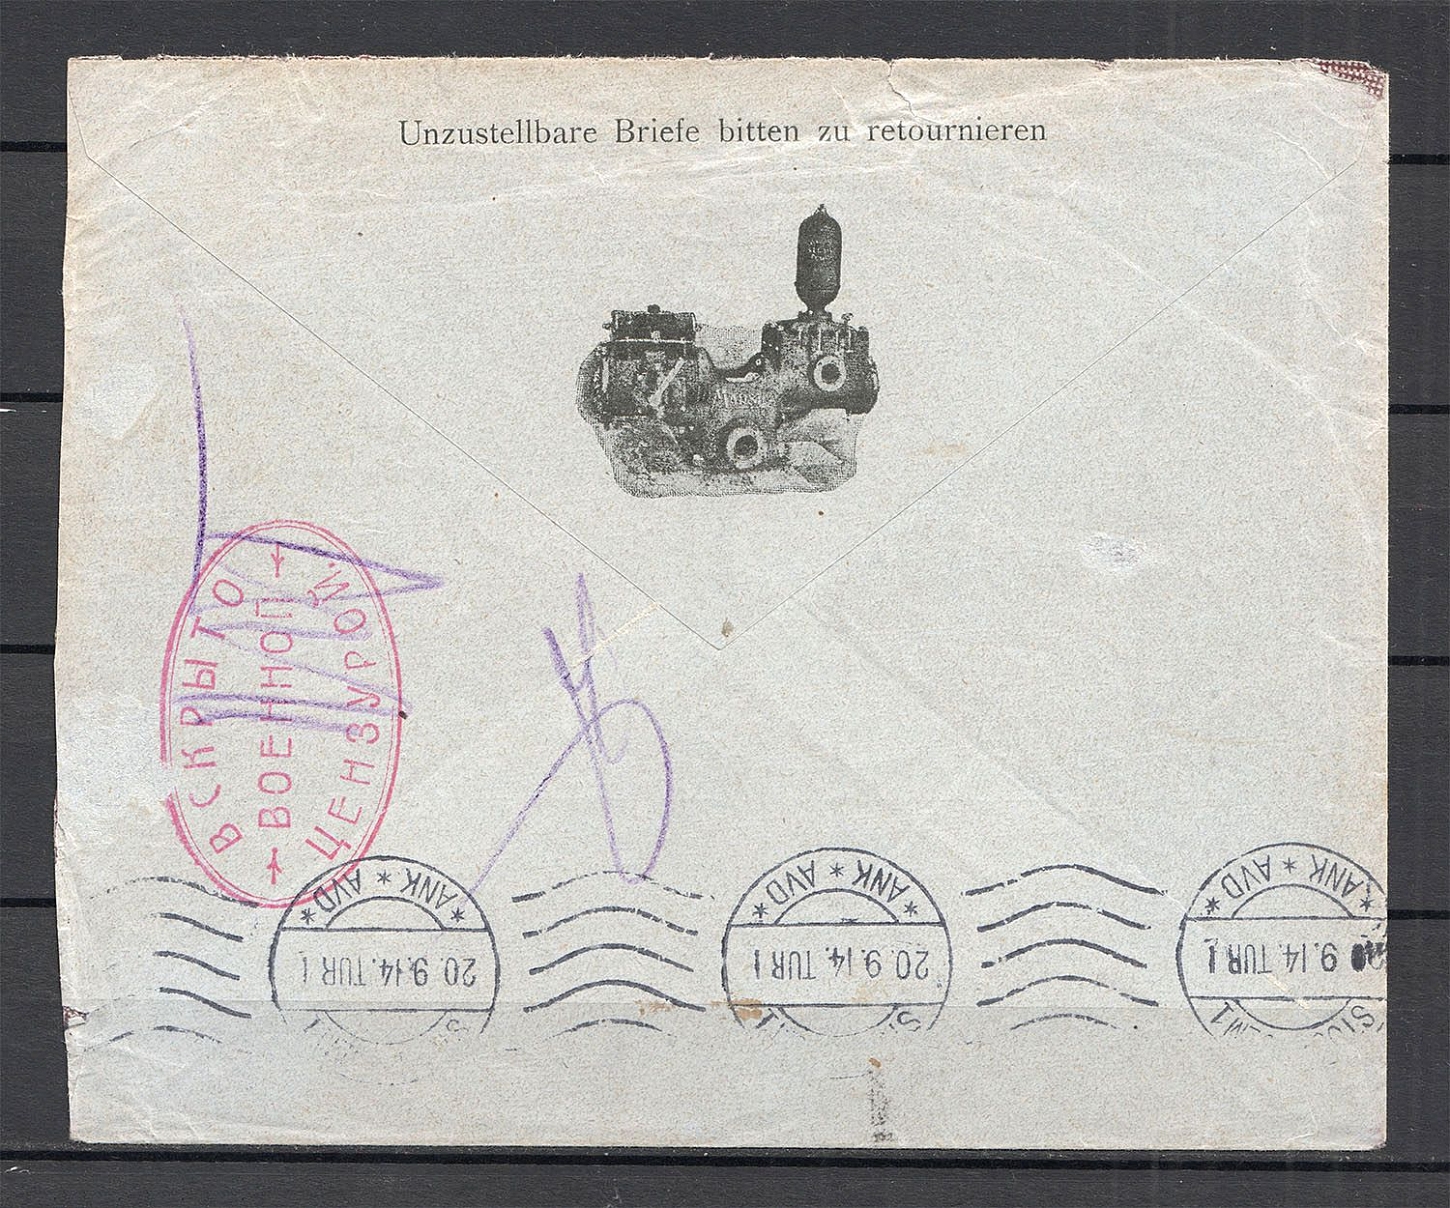 Unzustellbare Briefe bitten zu retournieren
ВСКРЫТО
ВОЕННОЙ
ЦЕНЗУРОЙ.
* ANK * AVD *
20.9.14. TUR 1
* ANK * AVD *
20.9.14. TUR 1
* ANK * AVD *
9.14. TUR 1